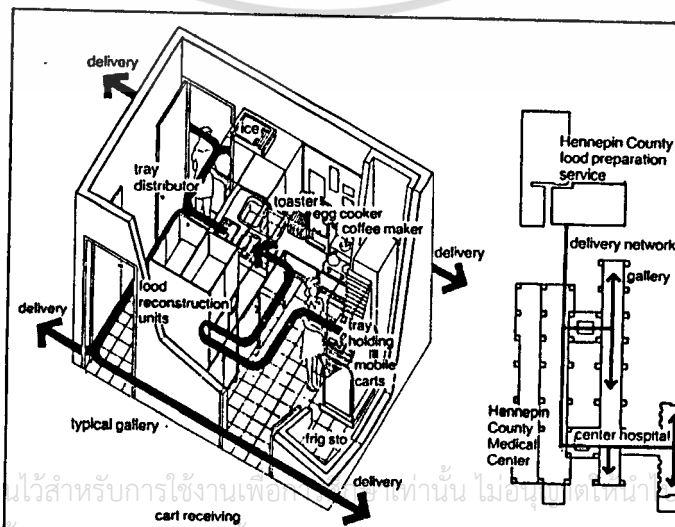 delivery
ice
tray
distributor
toaster
egg cooker
coffee maker
delivery
delivery
food
reconstruction
units
tray
holding
mobile
carts
typical gallery
frig sto
delivery
cart receiving
Hennepin County
food preparation
service
delivery network
gallery
Hennepin
County
Medical
Center
center hospital